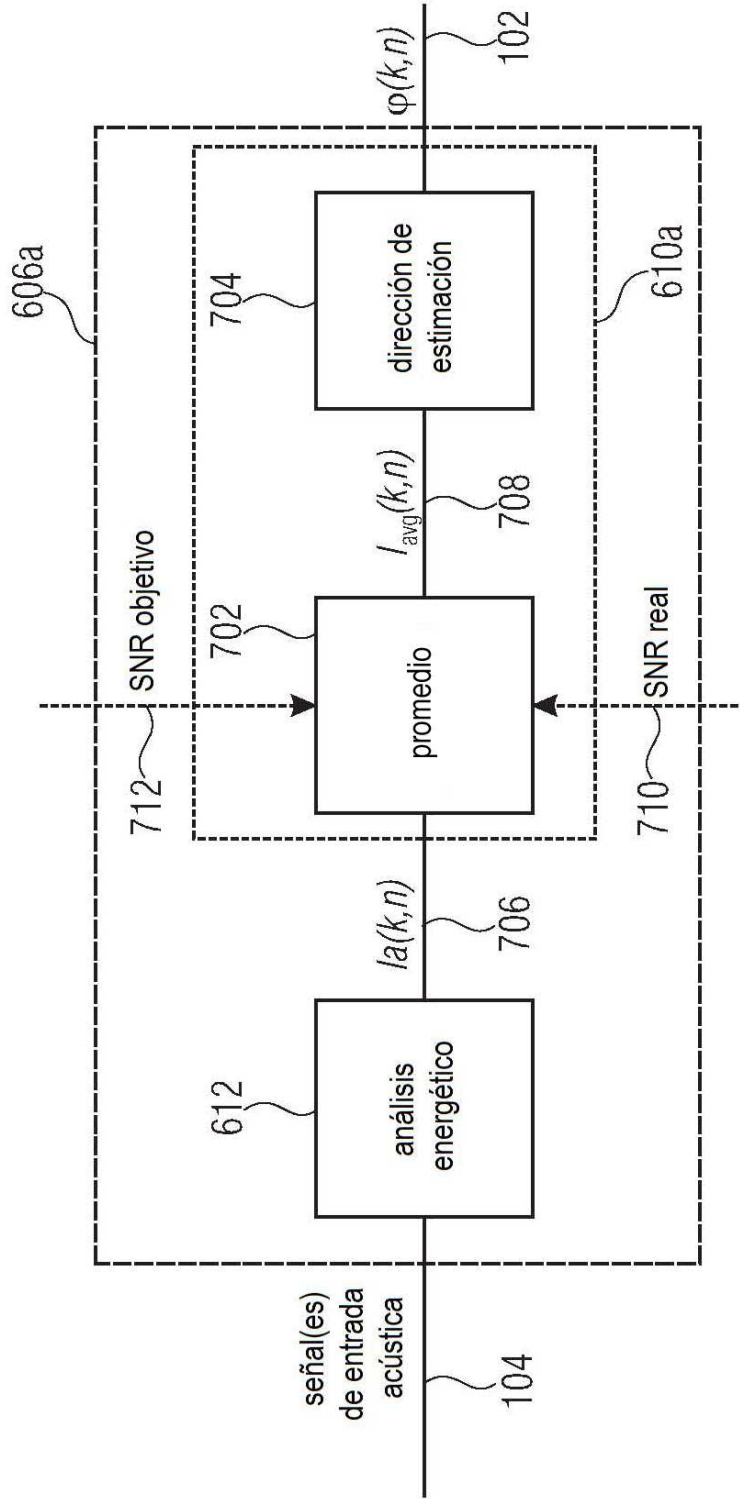 606a
712
SNR objetivo
702
704
612
señal(es)
de entrada
acústica
104
análisis
energético
Ia(k,n)
706
promedio
I_avg(k,n)
708
dirección de
estimación
φ(k,n)
102
710
SNR real
610a